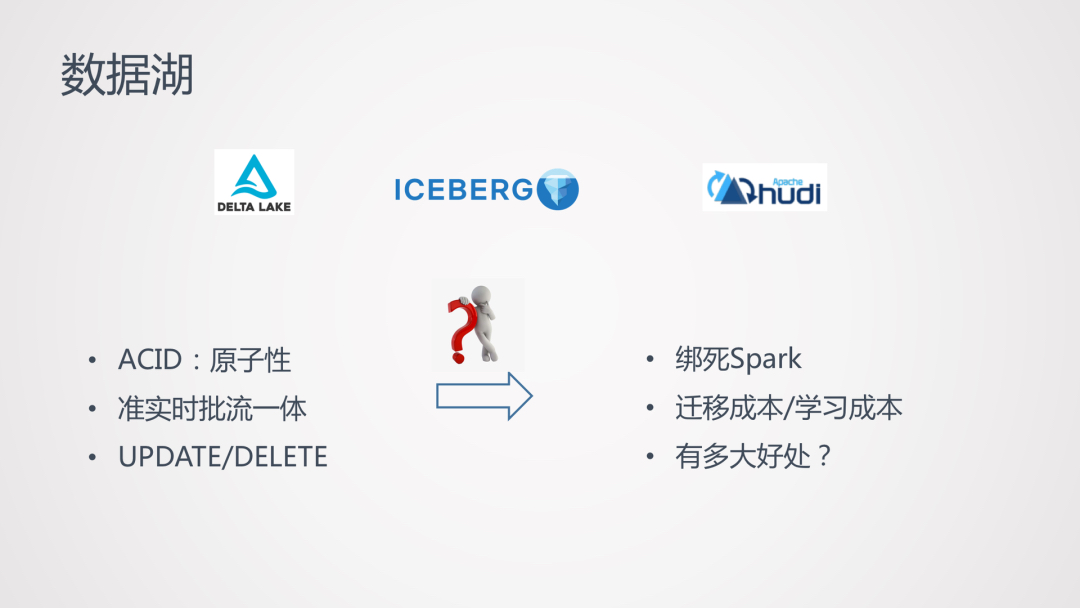 数据湖
DELTA LAKE
ICEBERG
Apache
hudi
?
• ACID：原子性
• 准实时批流一体
• UPDATE/DELETE
• 绑死Spark
• 迁移成本/学习成本
• 有多大好处？